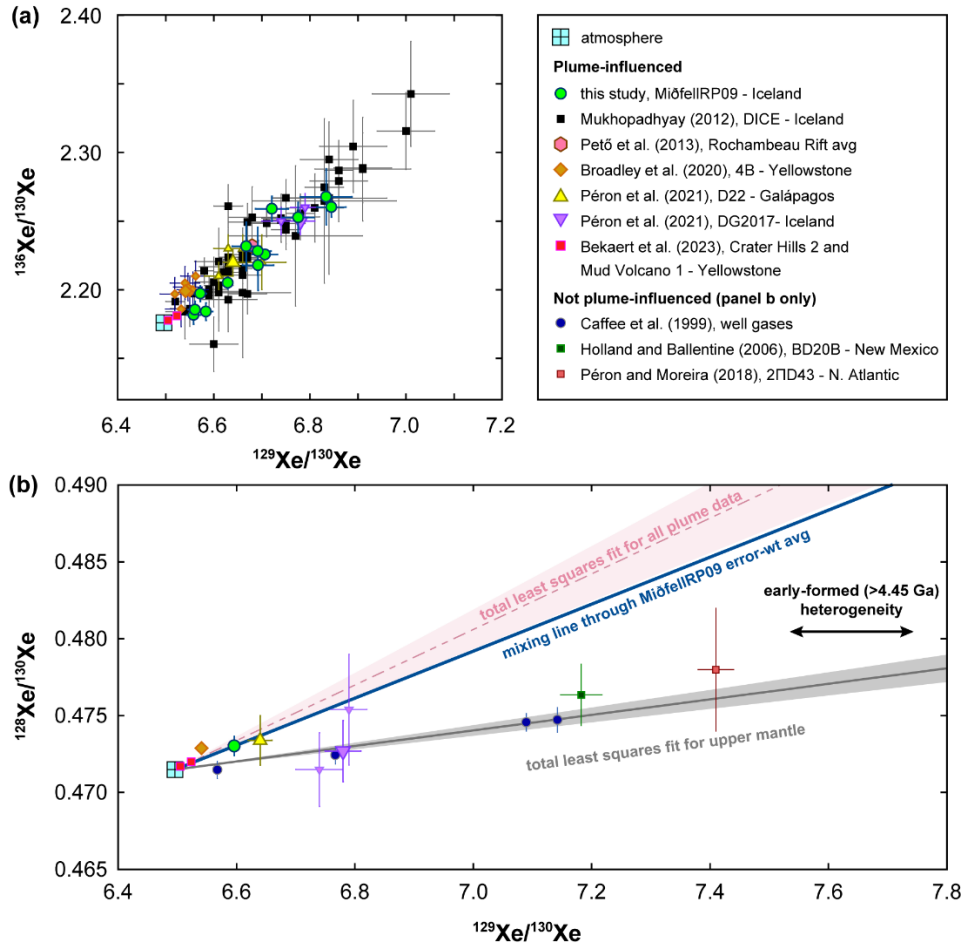 (a)
2.40
2.30
2.20
136Xe/130Xe
6.4 6.6 6.8 7.0 7.2
129Xe/130Xe
atmosphere
Plume-influenced
this study, MiðfellRP09 - Iceland
Mukhopadhyay (2012), DICE - Iceland
Pető et al. (2013), Rochambeau Rift avg
Broadley et al. (2020), 4B - Yellowstone
Péron et al. (2021), D22 - Galápagos
Péron et al. (2021), DG2017- Iceland
Bekaert et al. (2023), Crater Hills 2 and
Mud Volcano 1 - Yellowstone
Not plume-influenced (panel b only)
Caffee et al. (1999), well gases
Holland and Ballentine (2006), BD20B - New Mexico
Péron and Moreira (2018), 2ΠD43 - N. Atlantic
(b)
0.490
0.485
0.480
0.475
0.470
0.465
128Xe/130Xe
total least squares fit for all plume data
mixing line through MiðfellRP09 error-wt avg
early-formed (>4.45 Ga)
heterogeneity
total least squares fit for upper mantle
6.4 6.6 6.8 7.0 7.2 7.4 7.6 7.8
129Xe/130Xe